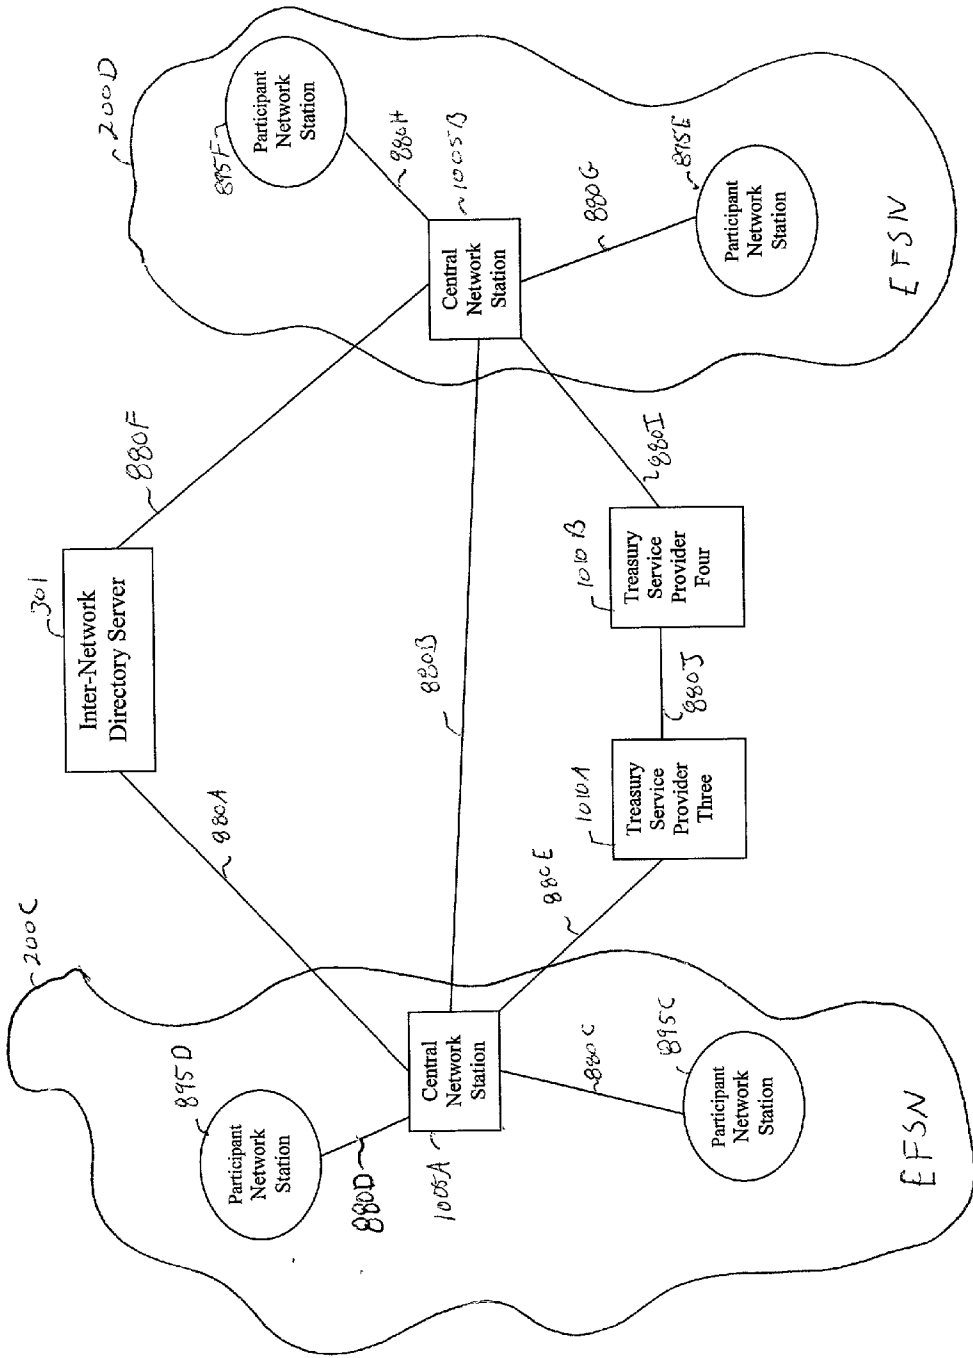 200C
895D
Participant
Network
Station
880D
1005A
Central
Network
Station
880C
895C
Participant
Network
Station
EFSN
880A
301
Inter-Network
Directory Server
880F
880B
880E
1010A
Treasury
Service
Provider
Three
880J
1010B
Treasury
Service
Provider
Four
880I
200D
895F
Participant
Network
Station
880H
1005B
Central
Network
Station
880G
895E
Participant
Network
Station
EFSN